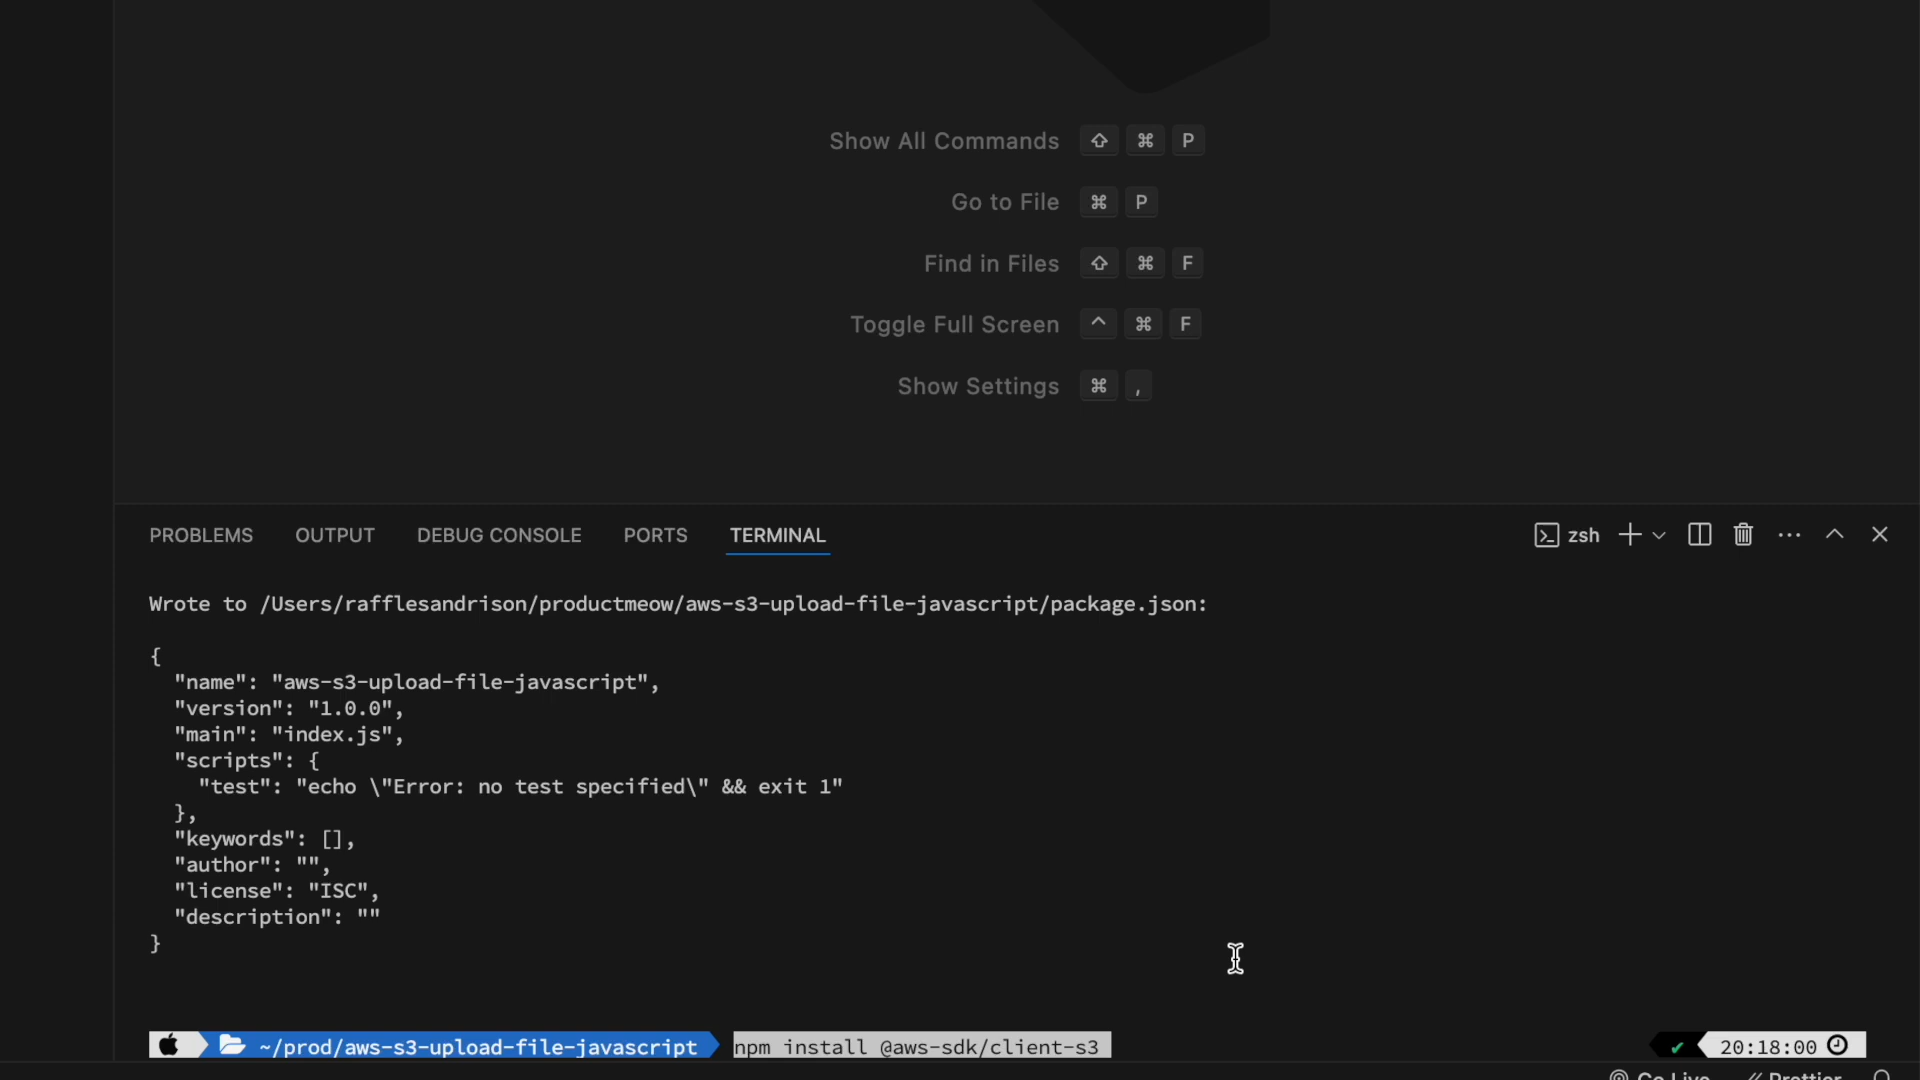 Show All Commands ⇧ ⌘ P
Go to File ⌘ P
Find in Files ⇧ ⌘ F
Toggle Full Screen ^ ⌘ F
Show Settings ⌘ ,
PROBLEMS OUTPUT DEBUG CONSOLE PORTS TERMINAL zsh
Wrote to /Users/rafflesandrison/productmeow/aws-s3-upload-file-javascript/package.json:
{
  "name": "aws-s3-upload-file-javascript",
  "version": "1.0.0",
  "main": "index.js",
  "scripts": {
    "test": "echo \"Error: no test specified\" && exit 1"
  },
  "keywords": [],
  "author": "",
  "license": "ISC",
  "description": ""
}
~/prod/aws-s3-upload-file-javascript npm install @aws-sdk/client-s3 ✔ 20:18:00
Go Live Prettier